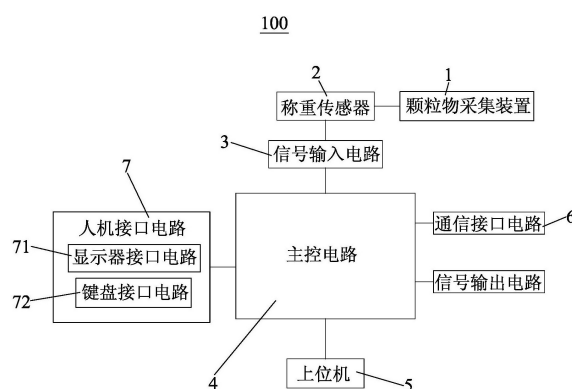 100
2
1
称重传感器
颗粒物采集装置
3
信号输入电路
7
人机接口电路
71
显示器接口电路
72
键盘接口电路
主控电路
通信接口电路
6
信号输出电路
4
上位机
5